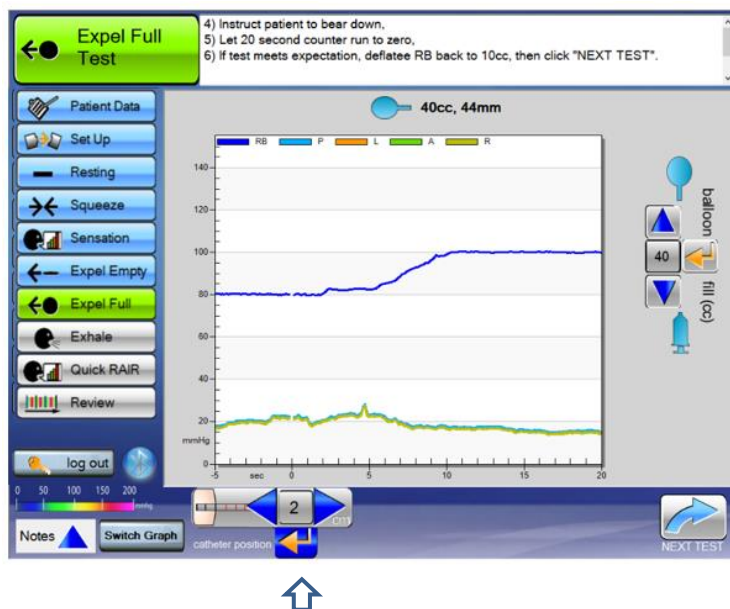 Expel Full
Test
4) Instruct patient to bear down,
5) Let 20 second counter run to zero,
6) If test meets expectation, deflatee RB back to 10cc, then click "NEXT TEST".
Patient Data
Set Up
Resting
Squeeze
Sensation
Expel Empty
Expel Full
Exhale
Quick RAIR
Review
log out
0 50 100 150 200
mmHg
Notes
Switch Graph
40cc, 44mm
RB P L A R
140
120
100
80
60
40
20
mmHg
0
-5 sec 0 5 10 15 20
balloon
40
fill (cc)
2
cm
catheter position
NEXT TEST